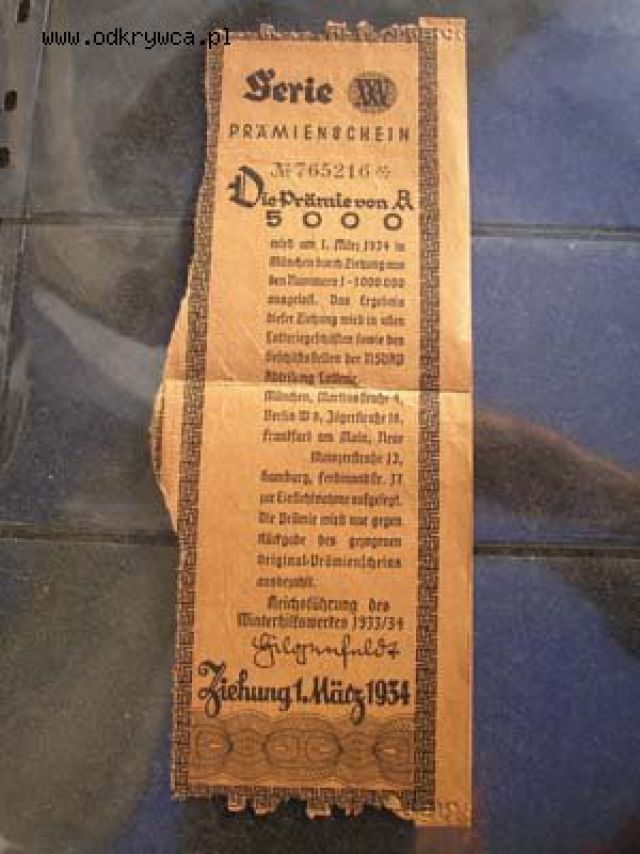 www.odkrywca.pl
Serie XXV
PRÄMIENSCHEIN
№ 765216
Die Prämie von RM
5000
wird am 1. März 1934 in
München durch Ziehung aus
den Nummern 1-1000000
ausgelost. Das Ergebnis
dieser Ziehung wird in allen
Lotteriegeschäften sowie den
Geschäftsstellen der NSDAP
Abteilung Lotterie,
München, Martiusstraße 4,
Berlin W 8, Jägerstraße 18,
Frankfurt am Main, Neue
Mainzerstraße 12,
Hamburg, Ferdinandstr. 37
zur Einsichtnahme aufgelegt.
Die Prämie wird nur gegen
Rückgabe des gezogenen
Original-Prämienscheins
ausbezahlt.
Reichsführung des
Winterhilfswerkes 1933/34
Hilgenfeldt
Ziehung 1. März 1934